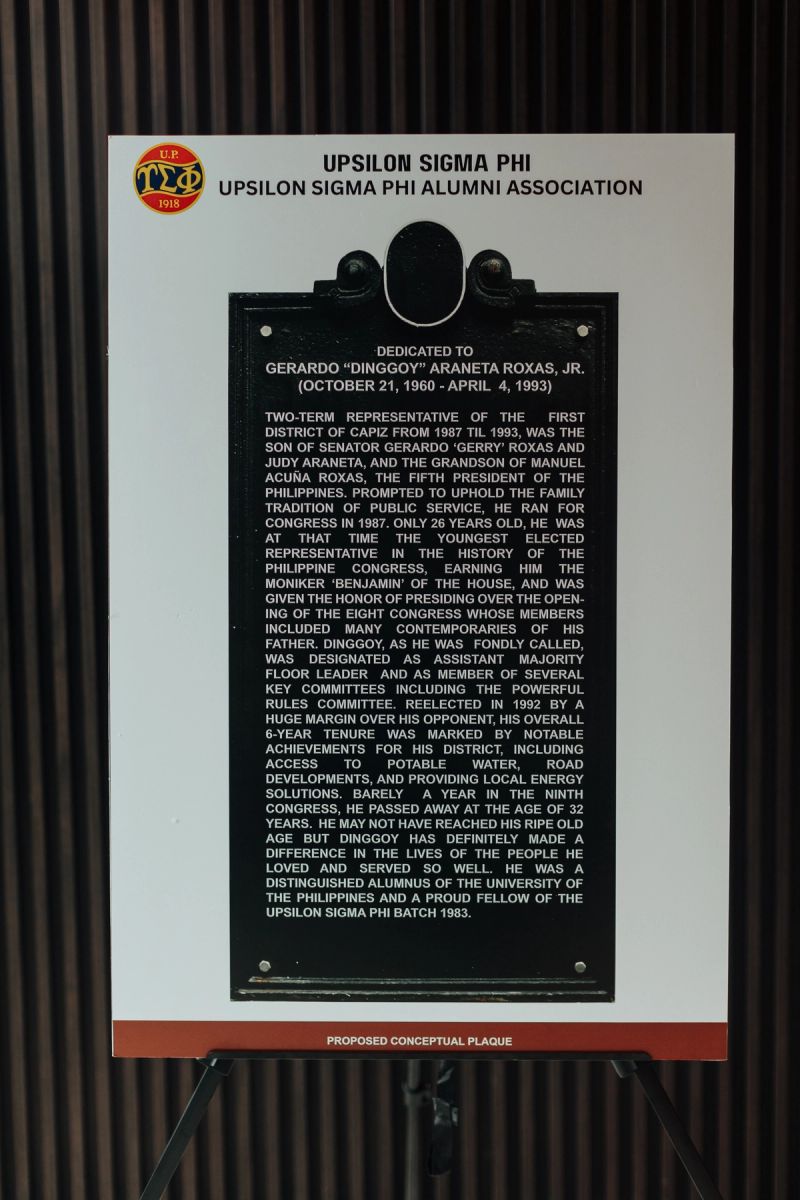 U.P.
ΥΣΦ
1918
UPSILON SIGMA PHI
UPSILON SIGMA PHI ALUMNI ASSOCIATION
DEDICATED TO
GERARDO “DINGGOY” ARANETA ROXAS, JR.
(OCTOBER 21, 1960 - APRIL 4, 1993)
TWO-TERM REPRESENTATIVE OF THE FIRST
DISTRICT OF CAPIZ FROM 1987 TIL 1993, WAS THE
SON OF SENATOR GERARDO ‘GERRY’ ROXAS AND
JUDY ARANETA, AND THE GRANDSON OF MANUEL
ACUÑA ROXAS, THE FIFTH PRESIDENT OF THE
PHILIPPINES. PROMPTED TO UPHOLD THE FAMILY
TRADITION OF PUBLIC SERVICE, HE RAN FOR
CONGRESS IN 1987. ONLY 26 YEARS OLD, HE WAS
AT THAT TIME THE YOUNGEST ELECTED
REPRESENTATIVE IN THE HISTORY OF THE
PHILIPPINE CONGRESS, EARNING HIM THE
MONIKER ‘BENJAMIN’ OF THE HOUSE, AND WAS
GIVEN THE HONOR OF PRESIDING OVER THE OPEN-
ING OF THE EIGHT CONGRESS WHOSE MEMBERS
INCLUDED MANY CONTEMPORARIES OF HIS
FATHER. DINGGOY, AS HE WAS FONDLY CALLED,
WAS DESIGNATED AS ASSISTANT MAJORITY
FLOOR LEADER AND AS MEMBER OF SEVERAL
KEY COMMITTEES INCLUDING THE POWERFUL
RULES COMMITTEE. REELECTED IN 1992 BY A
HUGE MARGIN OVER HIS OPPONENT, HIS OVERALL
6-YEAR TENURE WAS MARKED BY NOTABLE
ACHIEVEMENTS FOR HIS DISTRICT, INCLUDING
ACCESS TO POTABLE WATER, ROAD
DEVELOPMENTS, AND PROVIDING LOCAL ENERGY
SOLUTIONS. BARELY A YEAR IN THE NINTH
CONGRESS, HE PASSED AWAY AT THE AGE OF 32
YEARS. HE MAY NOT HAVE REACHED HIS RIPE OLD
AGE BUT DINGGOY HAS DEFINITELY MADE A
DIFFERENCE IN THE LIVES OF THE PEOPLE HE
LOVED AND SERVED SO WELL. HE WAS A
DISTINGUISHED ALUMNUS OF THE UNIVERSITY OF
THE PHILIPPINES AND A PROUD FELLOW OF THE
UPSILON SIGMA PHI BATCH 1983.
PROPOSED CONCEPTUAL PLAQUE